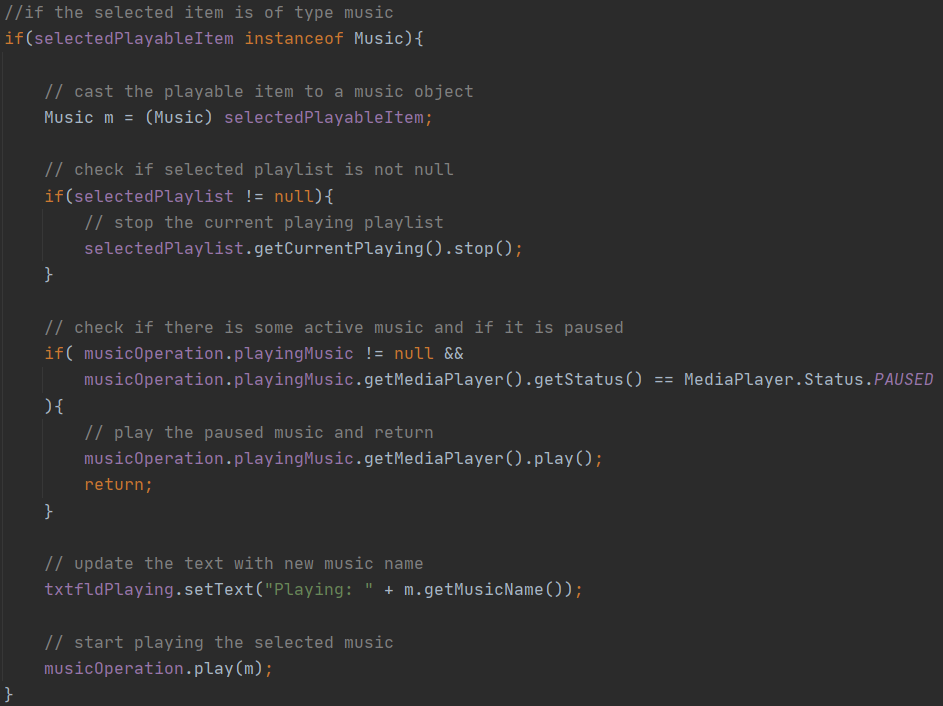 //if the selected item is of type music
if(selectedPlayableItem instanceof Music){
// cast the playable item to a music object
Music m = (Music) selectedPlayableItem;
// check if selected playlist is not null
if(selectedPlaylist != null){
// stop the current playing playlist
selectedPlaylist.getCurrentPlaying().stop();
}
// check if there is some active music and if it is paused
if( musicOperation.playingMusic != null &&
musicOperation.playingMusic.getMediaPlayer().getStatus() == MediaPlayer.Status.PAUSED
){
// play the paused music and return
musicOperation.playingMusic.getMediaPlayer().play();
return;
}
// update the text with new music name
txtfldPlaying.setText("Playing: " + m.getMusicName());
// start playing the selected music
musicOperation.play(m);
}